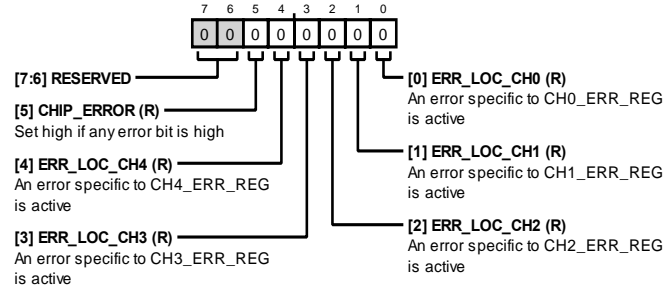 7 6 5 4 3 2 1 0
0 0 0 0 0 0 0 0
[7:6] RESERVED
[5] CHIP_ERROR (R)
Set high if any error bit is high
[4] ERR_LOC_CH4 (R)
An error specific to CH4_ERR_REG
is active
[3] ERR_LOC_CH3 (R)
An error specific to CH3_ERR_REG
is active
[0] ERR_LOC_CH0 (R)
An error specific to CH0_ERR_REG
is active
[1] ERR_LOC_CH1 (R)
An error specific to CH1_ERR_REG
is active
[2] ERR_LOC_CH2 (R)
An error specific to CH2_ERR_REG
is active